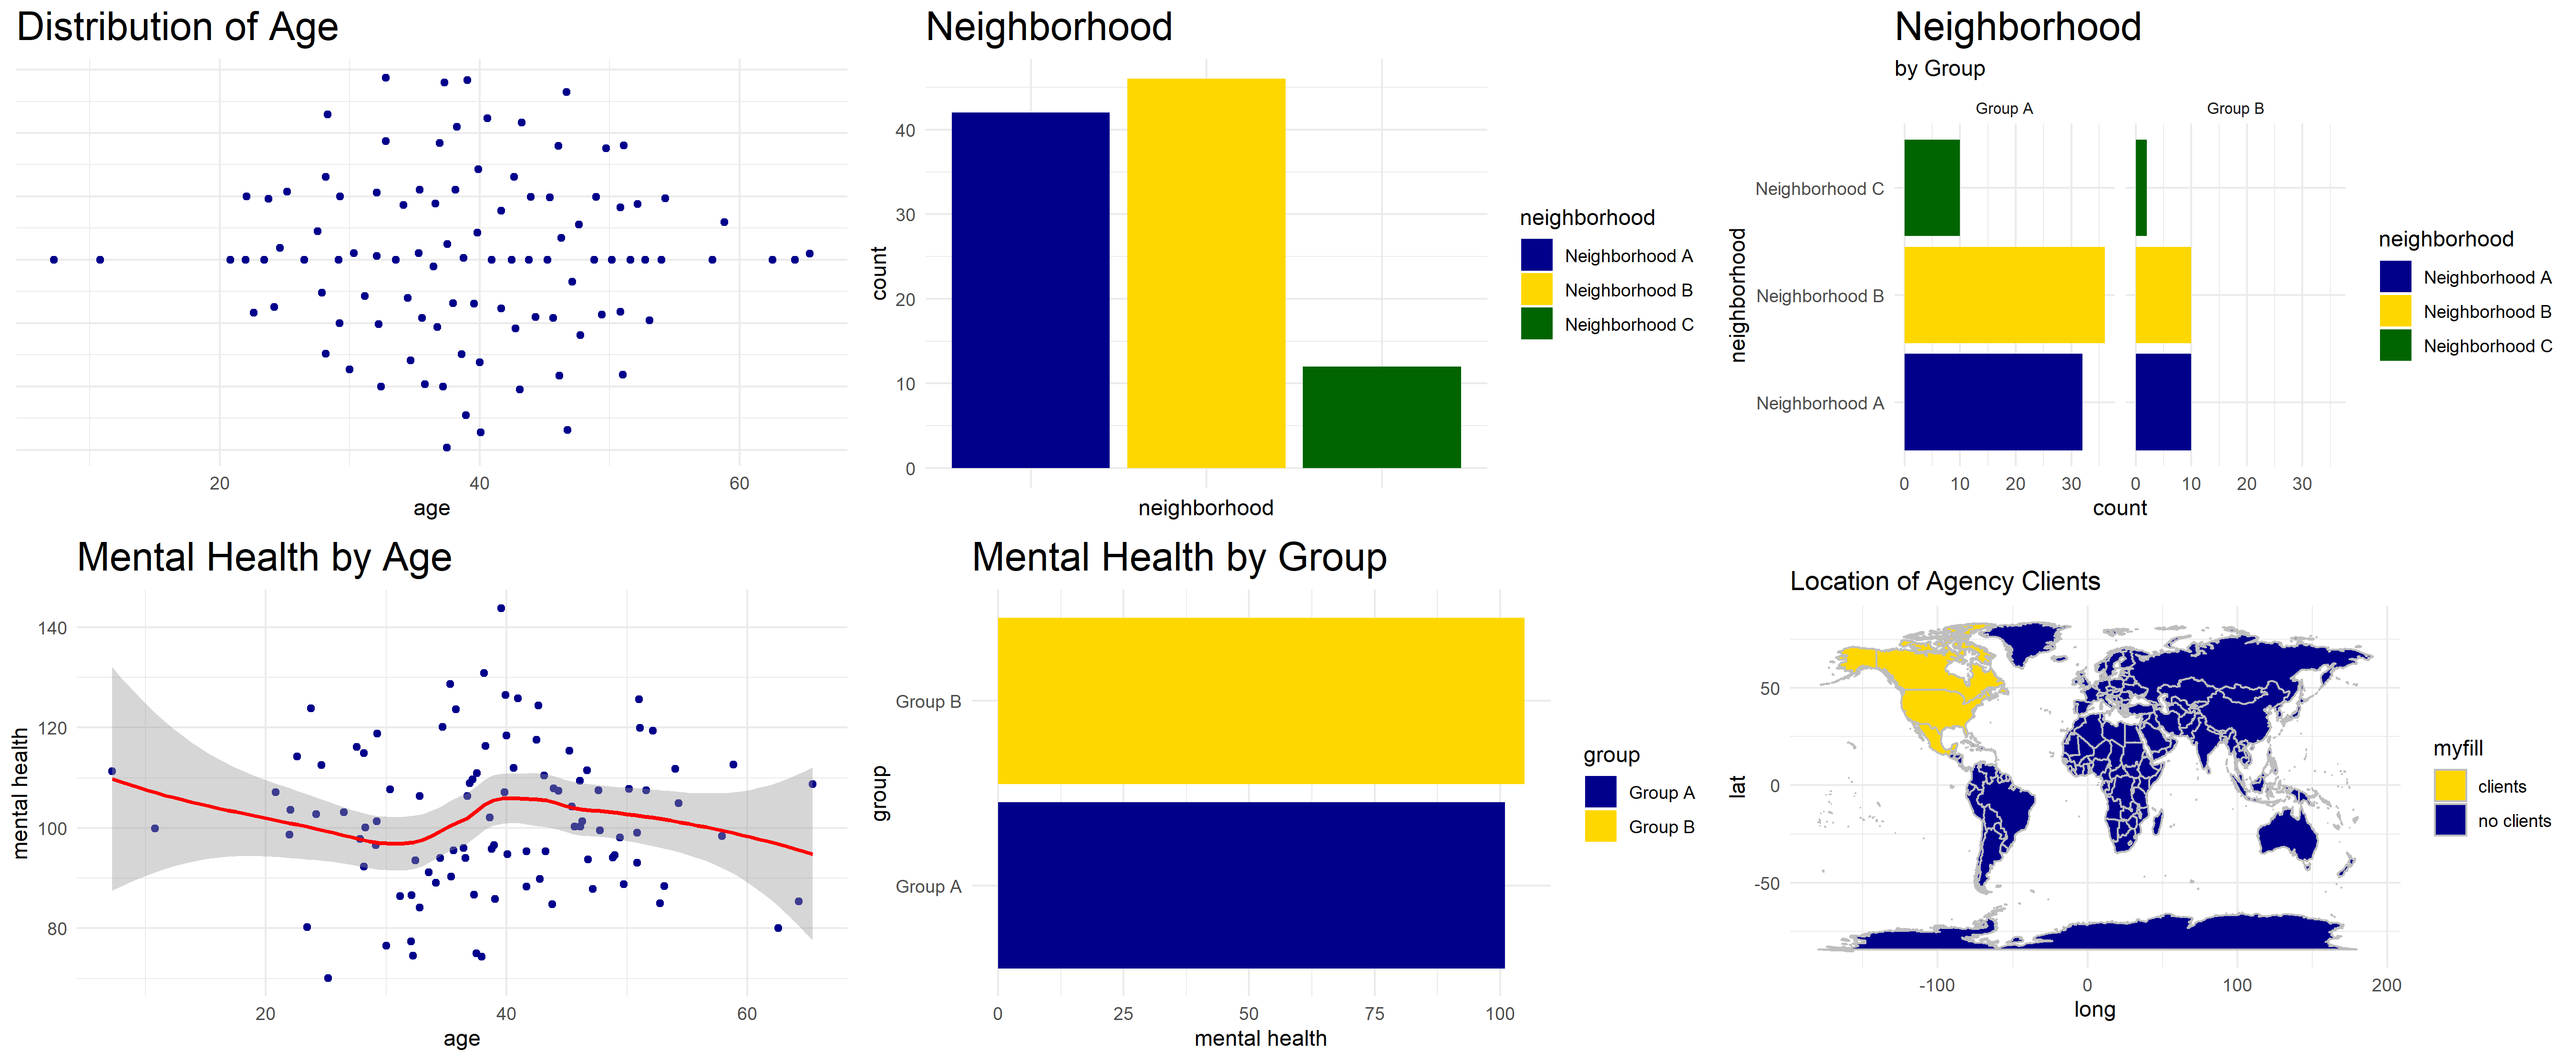 Distribution of Age
20 40 60
age
Neighborhood
count
40
30
20
10
0
neighborhood
neighborhood
Neighborhood A
Neighborhood B
Neighborhood C
Neighborhood
by Group
Group A Group B
neighborhood
Neighborhood C
Neighborhood B
Neighborhood A
0 10 20 30 0 10 20 30
count
neighborhood
Neighborhood A
Neighborhood B
Neighborhood C
Mental Health by Age
mental health
140
120
100
80
20 40 60
age
Mental Health by Group
group
Group B
Group A
0 25 50 75 100
mental health
group
Group A
Group B
Location of Agency Clients
lat
50
0
-50
-100 0 100 200
long
myfill
clients
no clients